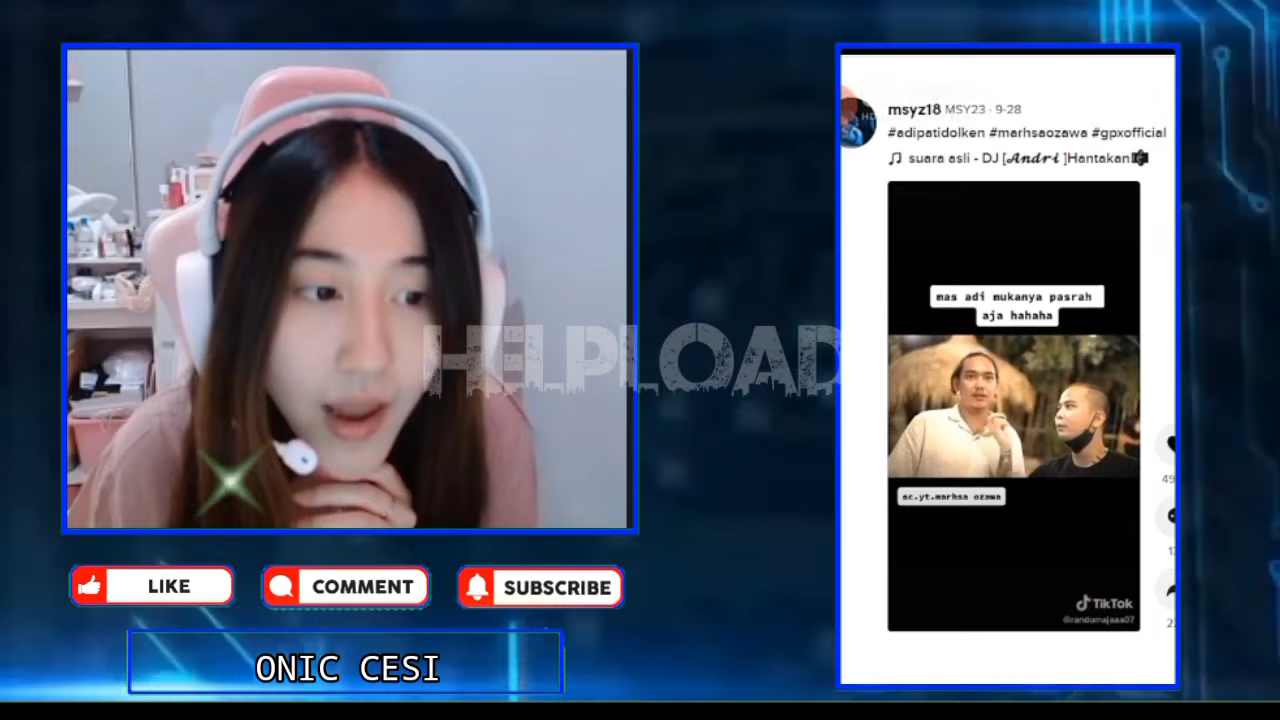 msyz18 MSY23 · 9-28
#adipatidolken #marhsaozawa #gpxofficial
suara asli - DJ [𝓐𝓷𝓭𝓻𝓲 ]Hantakan
mas adi mukanya pasrah
aja hahaha
HELPLOAD
sc.yt.marhsa ozawa
TikTok
@randomajaaa07
LIKE
COMMENT
SUBSCRIBE
ONIC CESI